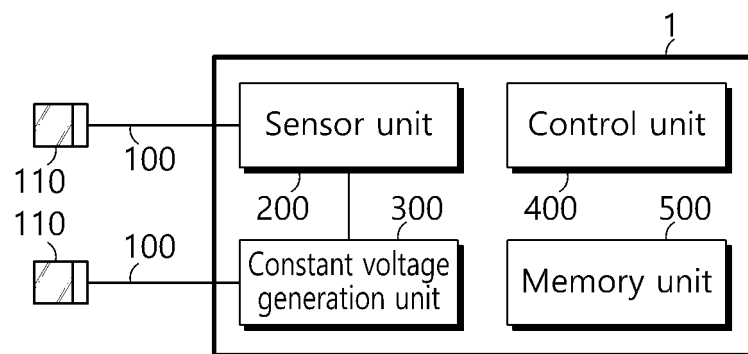 1
Sensor unit
Control unit
110
100
200
400
110
100
300
500
Constant voltage
generation unit
Memory unit